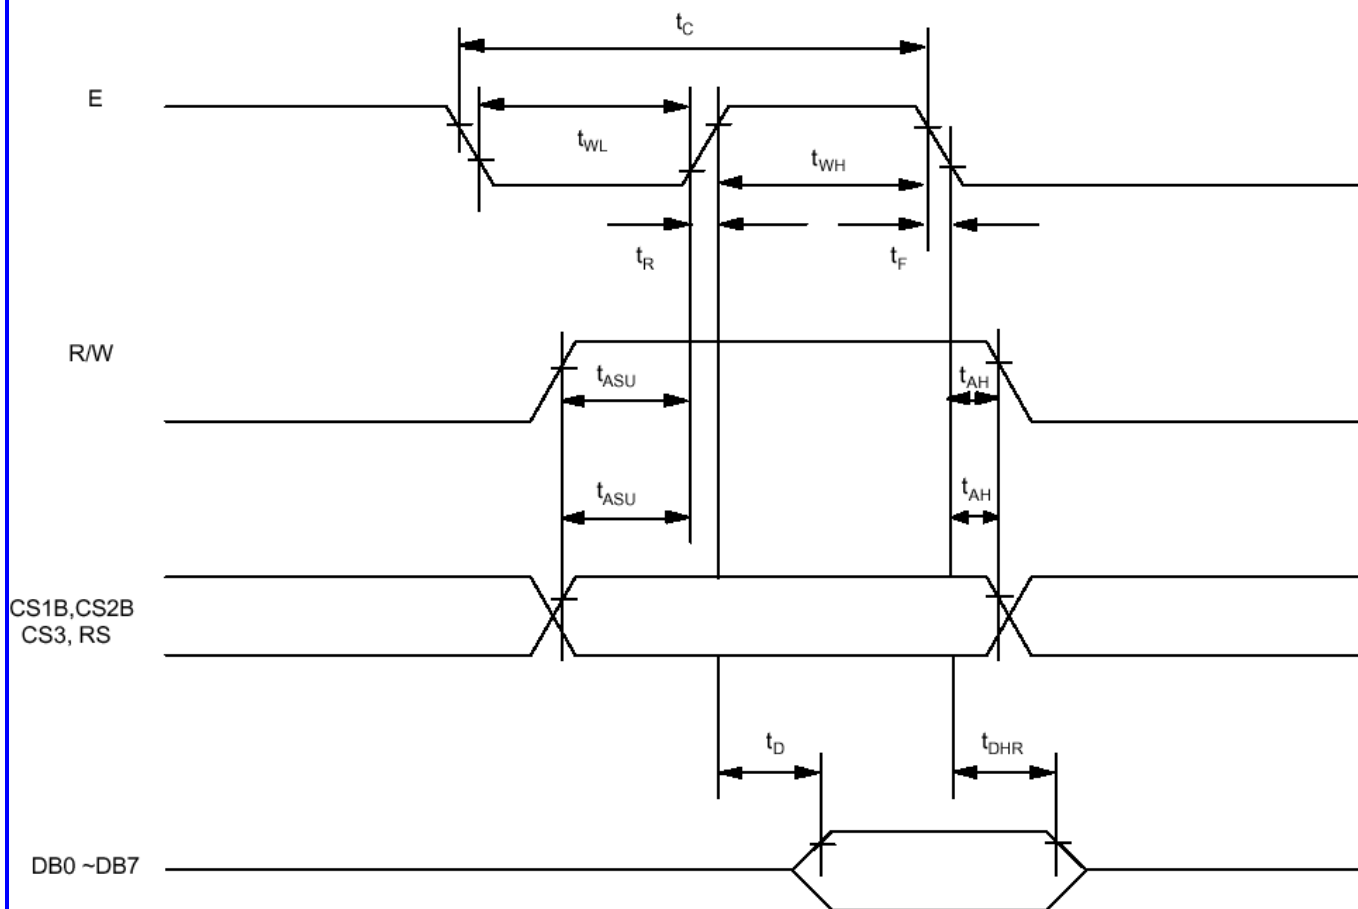 tC
E
tWL
tWH
tR
tF
R/W
tASU
tAH
tASU
tAH
CS1B,CS2B
CS3, RS
tD
tDHR
DB0 ~DB7